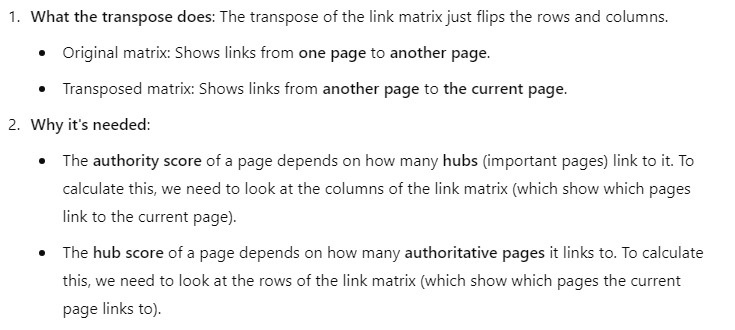 1. What the transpose does: The transpose of the link matrix just flips the rows and columns.
• Original matrix: Shows links from one page to another page.
• Transposed matrix: Shows links from another page to the current page.
2. Why it's needed:
• The authority score of a page depends on how many hubs (important pages) link to it. To
calculate this, we need to look at the columns of the link matrix (which show which pages
link to the current page).
• The hub score of a page depends on how many authoritative pages it links to. To calculate
this, we need to look at the rows of the link matrix (which show which pages the current
page links to).